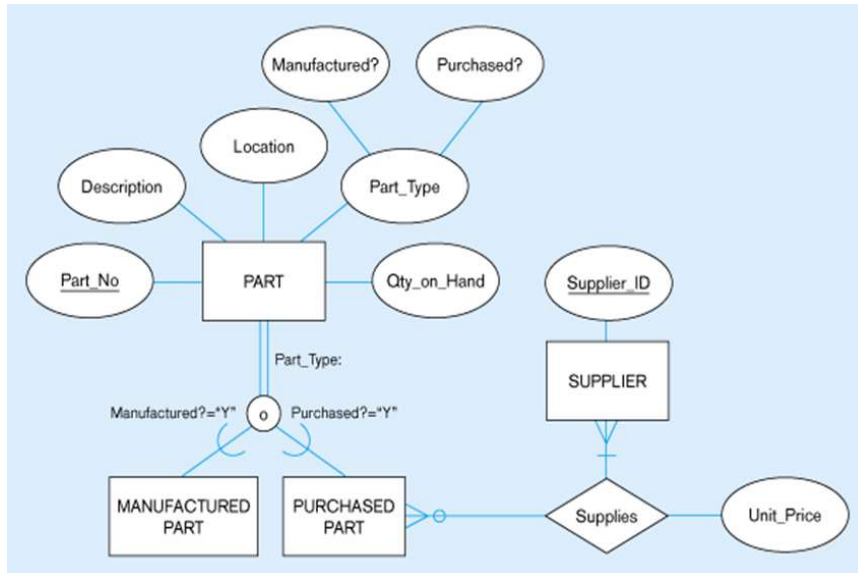 Manufactured?
Purchased?
Location
Description
Part_Type
Part_No
PART
Qty_on_Hand
Supplier_ID
Part_Type:
SUPPLIER
Manufactured?="Y"
o
Purchased?="Y"
MANUFACTURED
PART
PURCHASED
PART
Supplies
Unit_Price